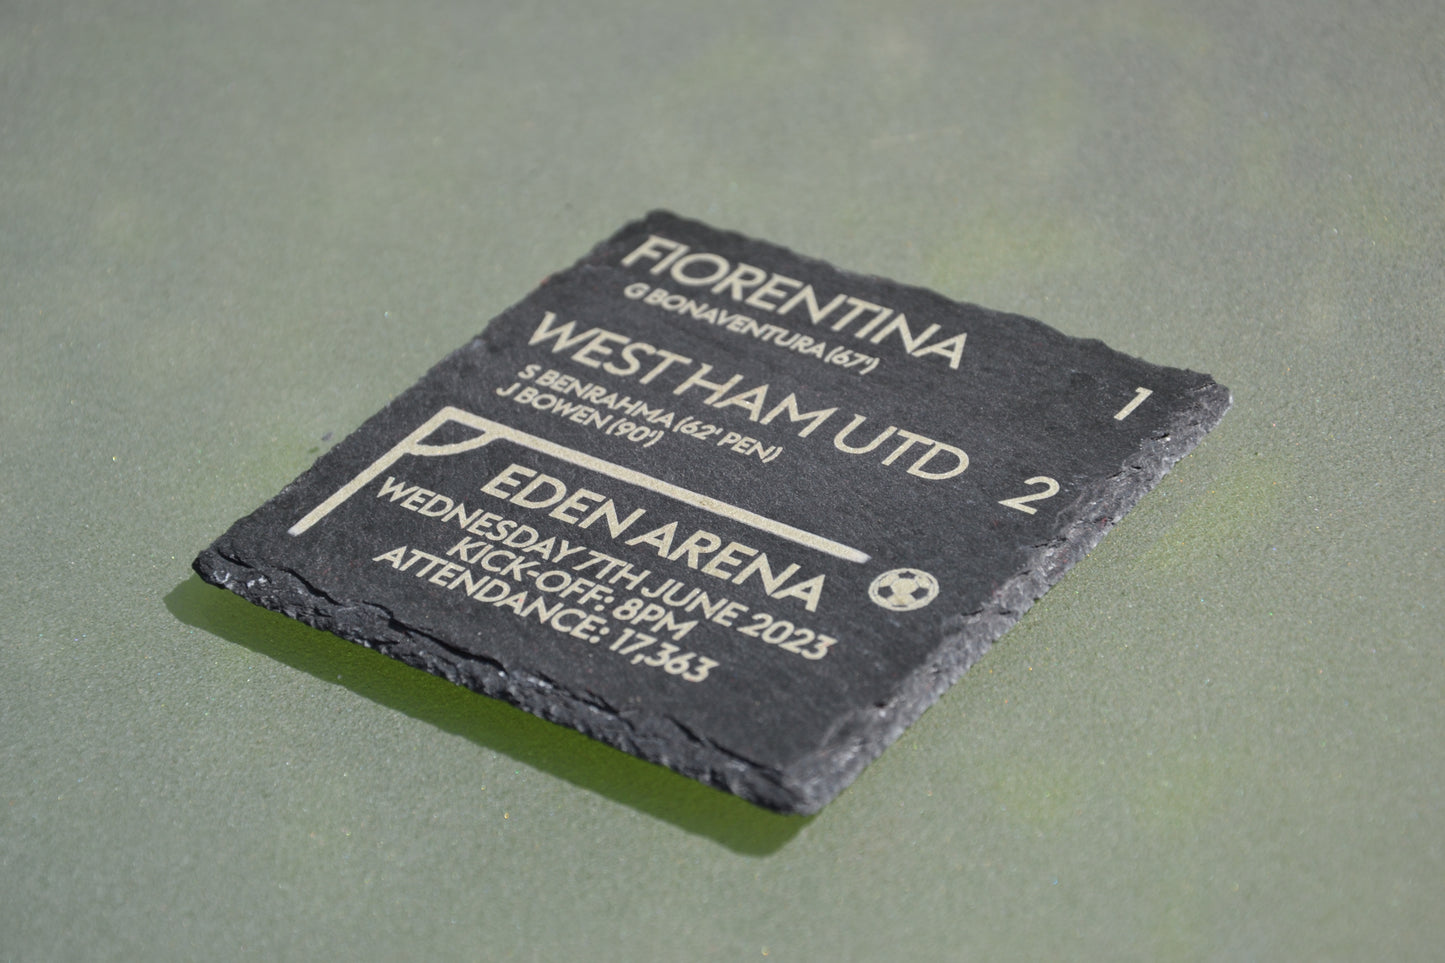 FIORENTINA 1
G BONAVENTURA (67')
WEST HAM UTD 2
S BENRAHMA (62' PEN)
J BOWEN (90')
EDEN ARENA
WEDNESDAY 7TH JUNE 2023
KICK-OFF: 8PM
ATTENDANCE: 17,363